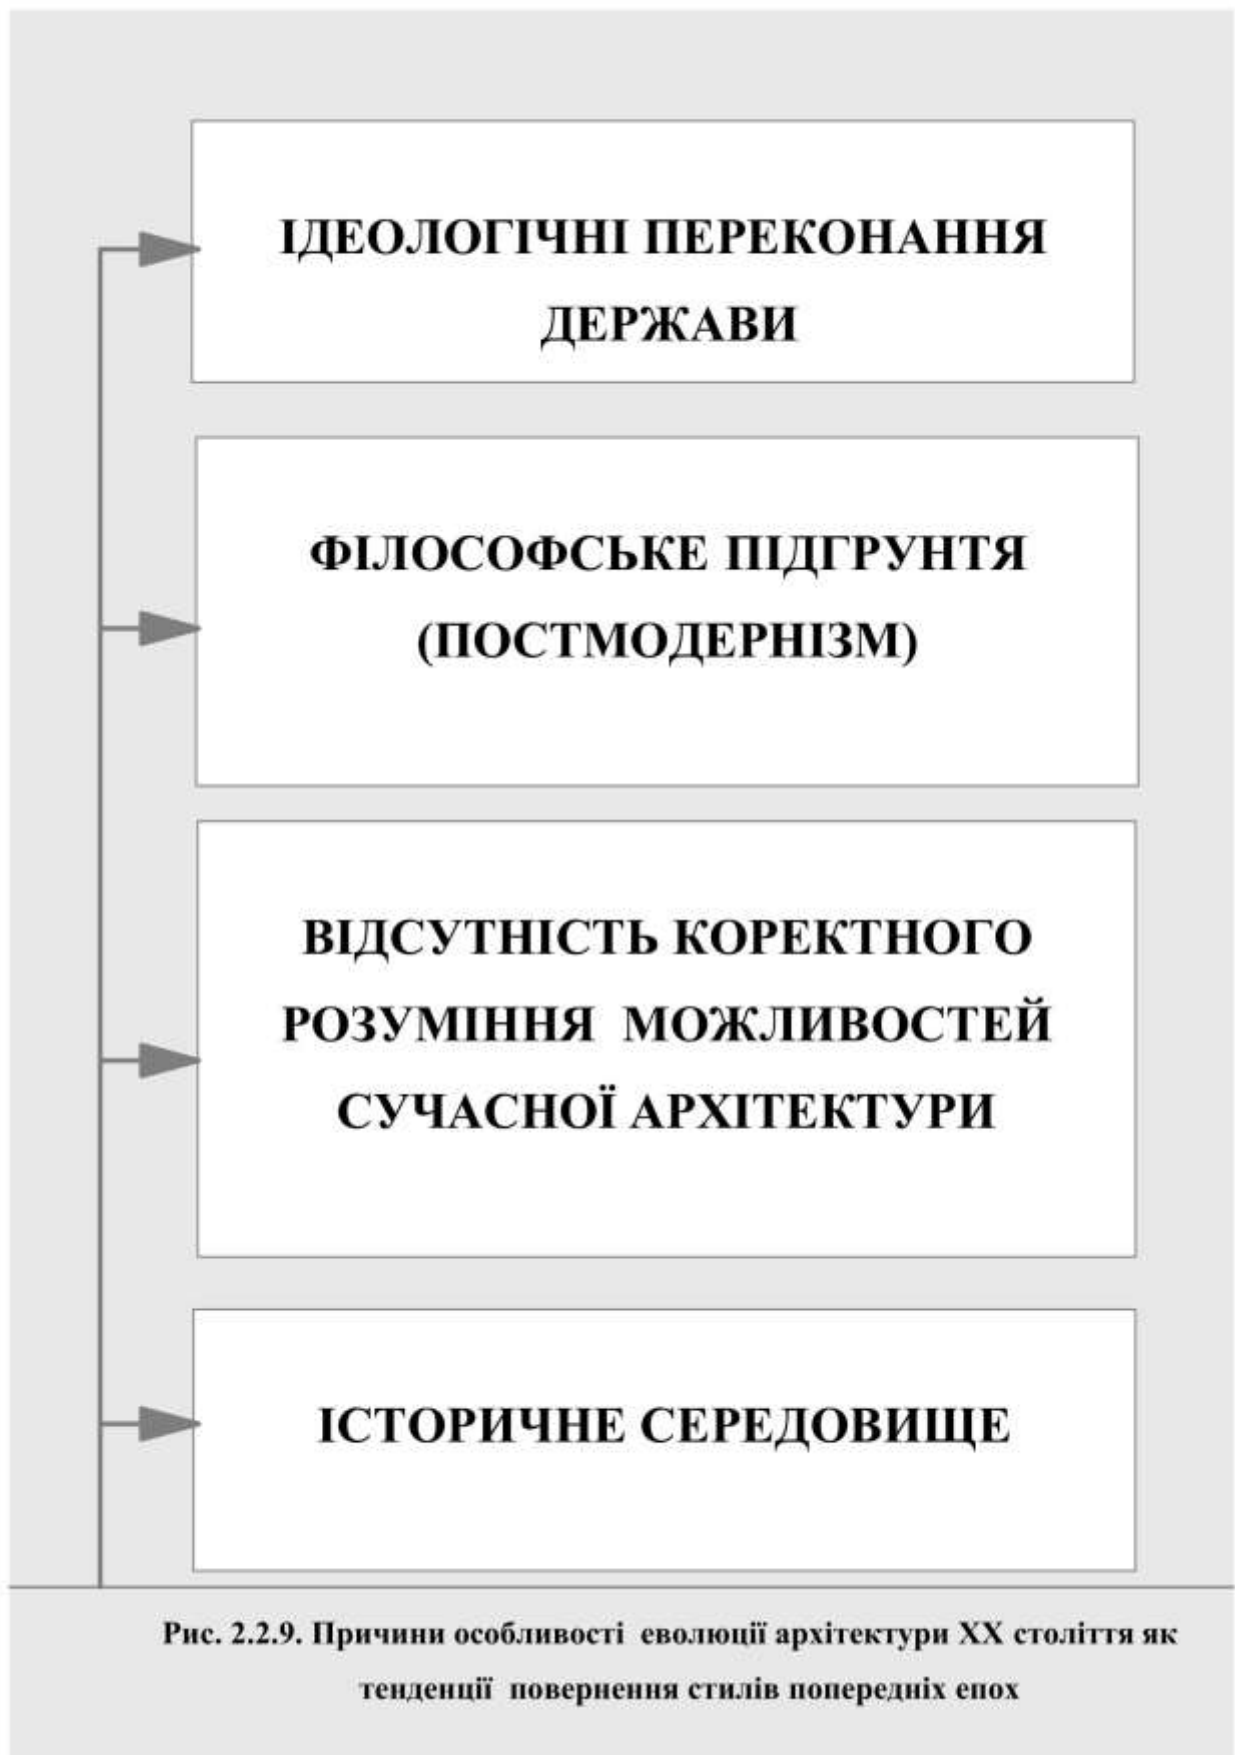 ІДЕОЛОГІЧНІ ПЕРЕКОНАННЯ
ДЕРЖАВИ
ФІЛОСОФСЬКЕ ПІДГРУНТЯ
(ПОСТМОДЕРНІЗМ)
ВІДСУТНІСТЬ КОРЕКТНОГО
РОЗУМІННЯ МОЖЛИВОСТЕЙ
СУЧАСНОЇ АРХІТЕКТУРИ
ІСТОРИЧНЕ СЕРЕДОВИЩЕ
Рис. 2.2.9. Причини особливості еволюції архітектури ХХ століття як
тенденції повернення стилів попередніх епох